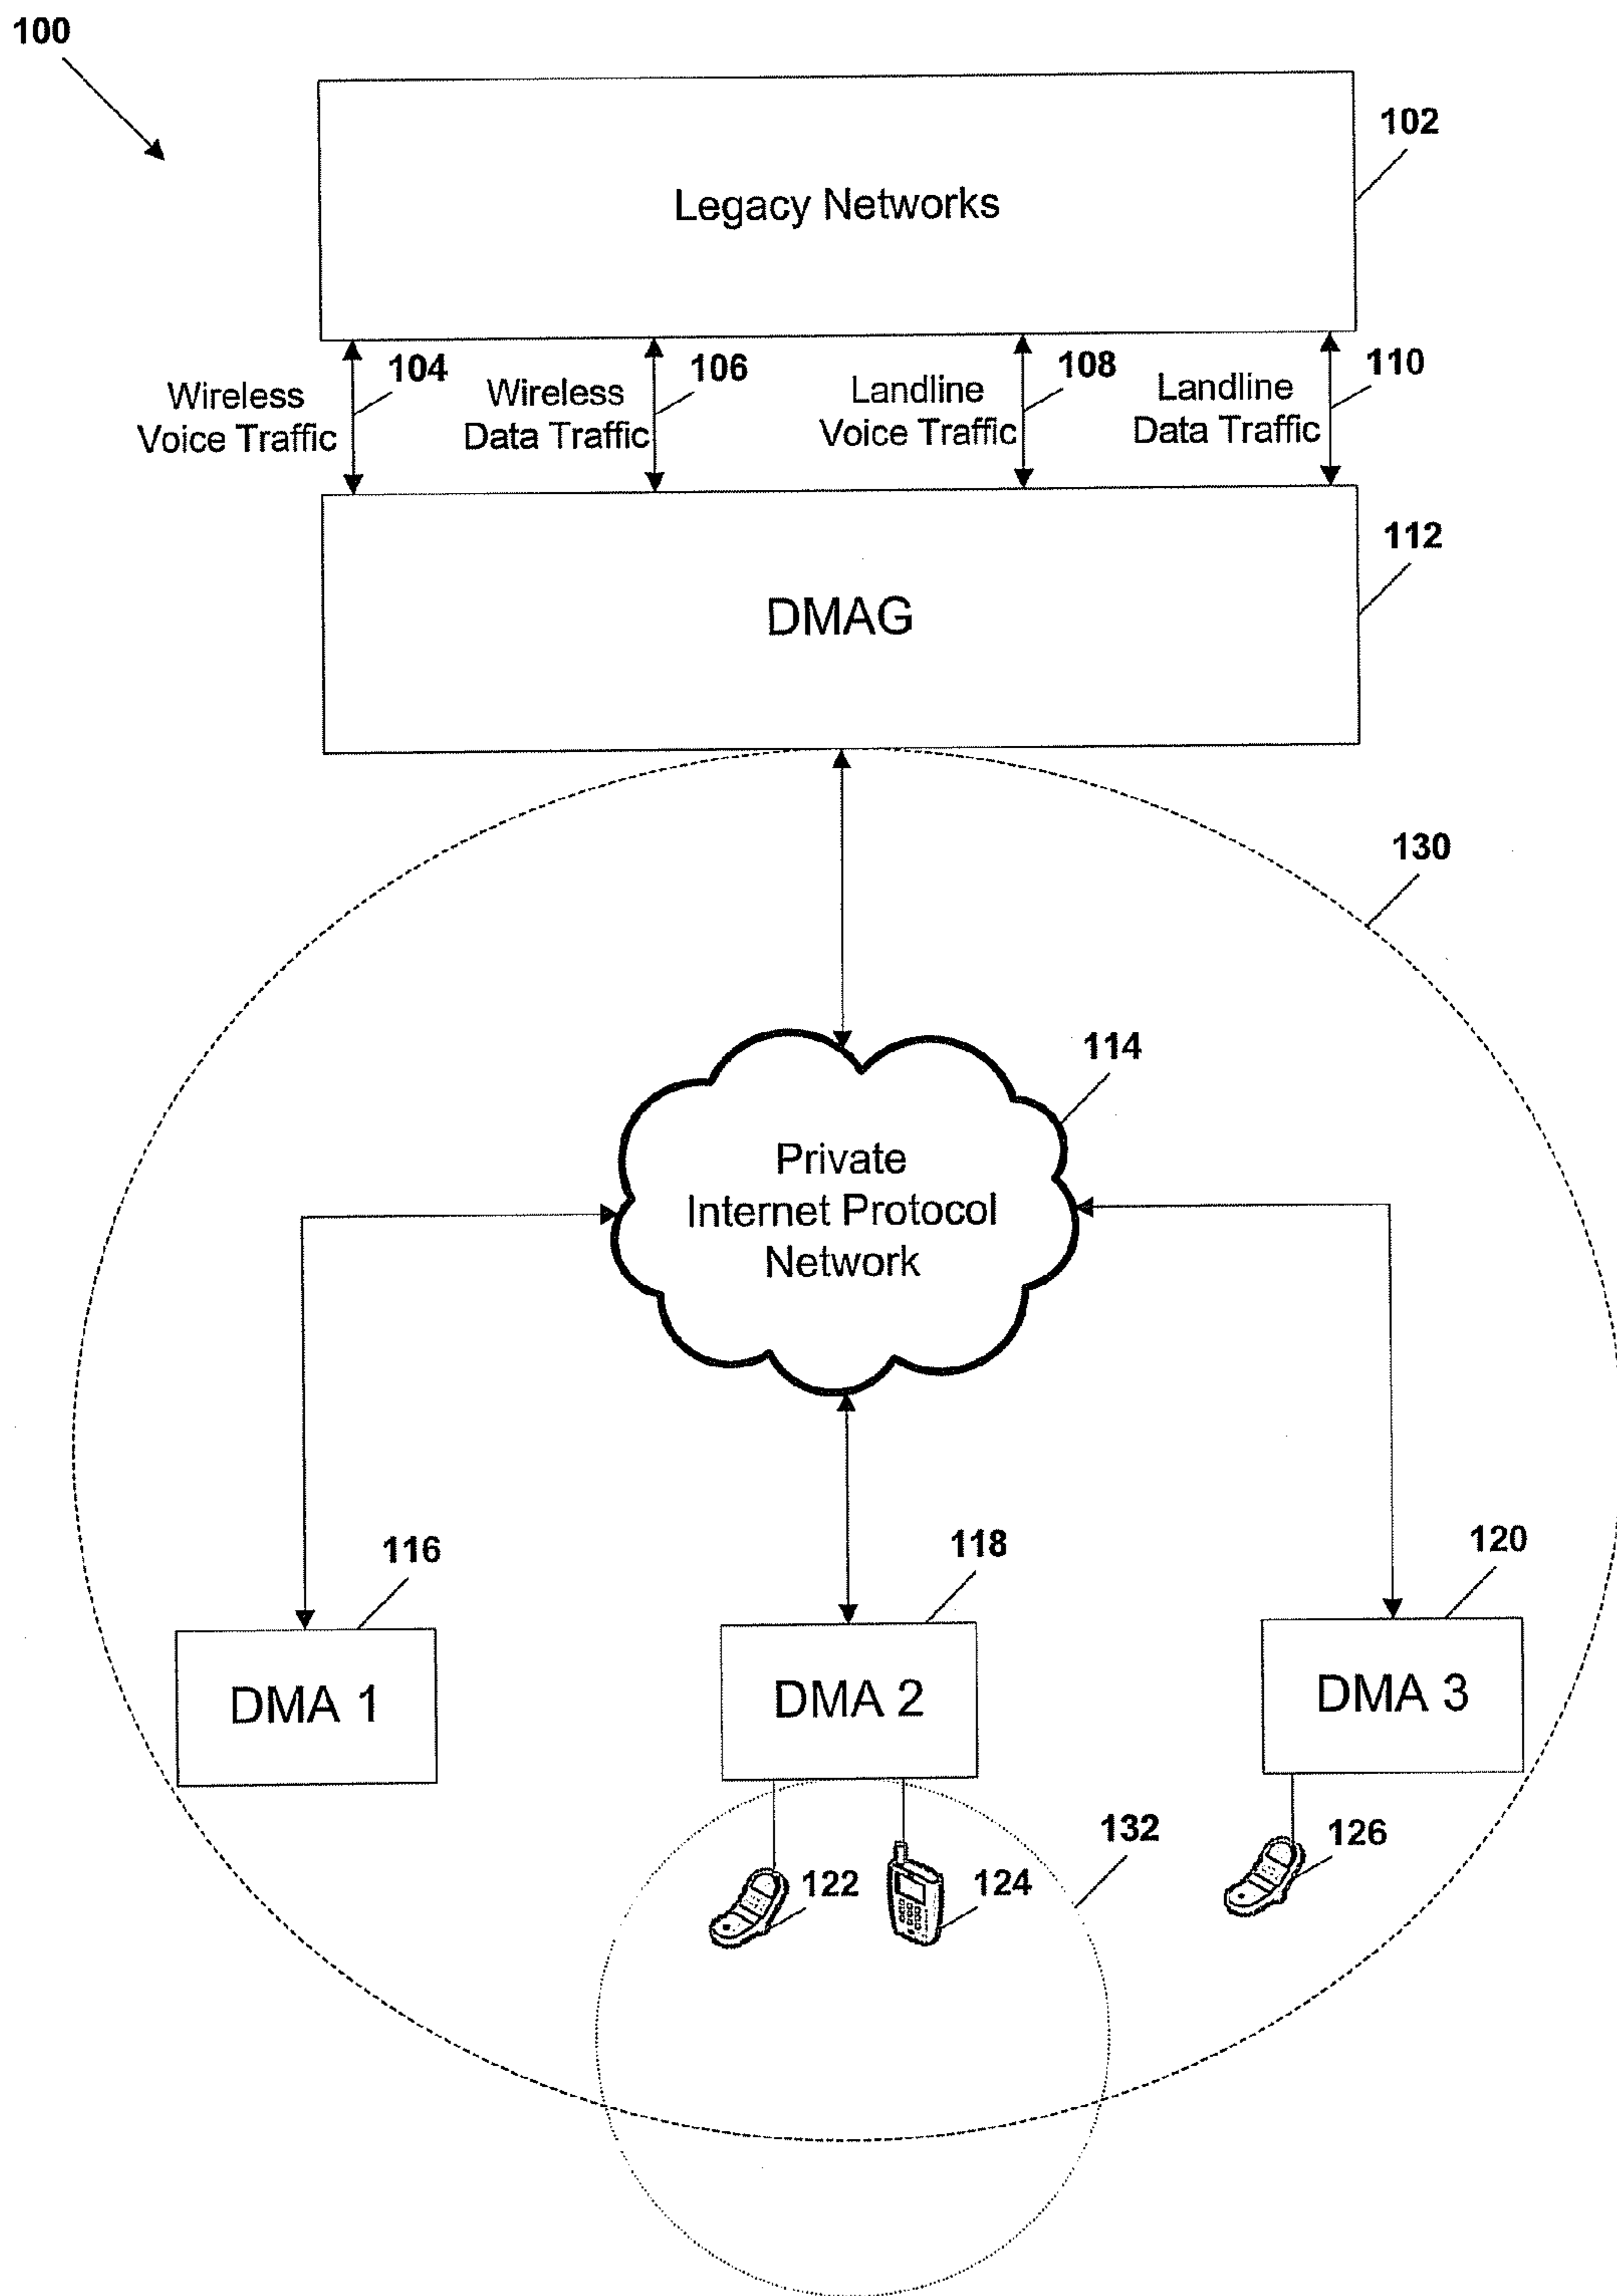 100
102
Legacy Networks
104
106
108
110
Wireless
Voice Traffic
Wireless
Data Traffic
Landline
Voice Traffic
Landline
Data Traffic
112
DMAG
130
114
Private
Internet Protocol
Network
116
118
120
DMA 1
DMA 2
DMA 3
132
122
124
126